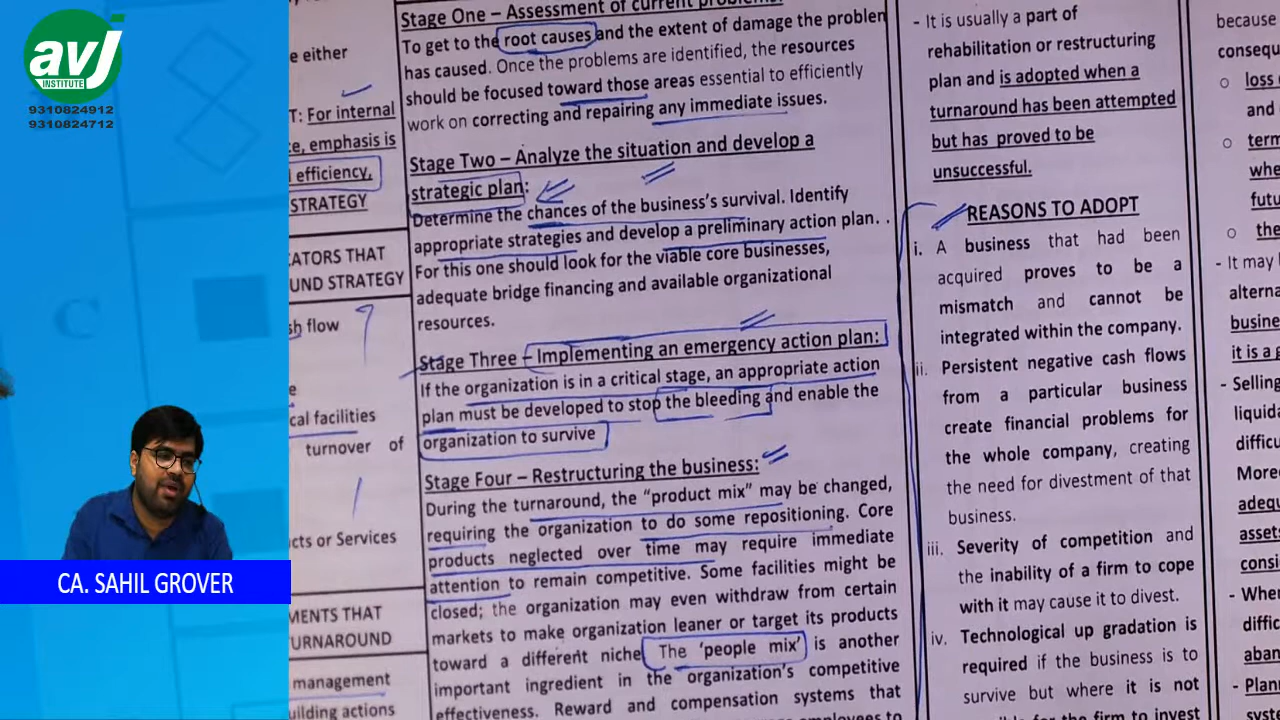 avj
INSTITUTE
9310824912
9310824712
CA. SAHIL GROVER
e either
T: For internal
e, emphasis is
efficiency,
STRATEGY
ATORS THAT
UND STRATEGY
sh flow
e
cal facilities
turnover of
cts or Services
MENTS THAT
URNAROUND
management
uilding actions
Stage One – Assessment of current problems:
To get to the root causes and the extent of damage the problem
has caused. Once the problems are identified, the resources
should be focused toward those areas essential to efficiently
work on correcting and repairing any immediate issues.
Stage Two – Analyze the situation and develop a
strategic plan:
Determine the chances of the business's survival. Identify
appropriate strategies and develop a preliminary action plan. .
For this one should look for the viable core businesses,
adequate bridge financing and available organizational
resources.
Stage Three – Implementing an emergency action plan:
If the organization is in a critical stage, an appropriate action
plan must be developed to stop the bleeding and enable the
organization to survive
Stage Four – Restructuring the business:
During the turnaround, the "product mix" may be changed,
requiring the organization to do some repositioning. Core
products neglected over time may require immediate
attention to remain competitive. Some facilities might be
closed; the organization may even withdraw from certain
markets to make organization leaner or target its products
toward a different niche The 'people mix' is another
important ingredient in the organization's competitive
effectiveness. Reward and compensation systems that
- It is usually a part of
rehabilitation or restructuring
plan and is adopted when a
turnaround has been attempted
but has proved to be
unsuccessful.
REASONS TO ADOPT
i. A business that had been
acquired proves to be a
mismatch and cannot be
integrated within the company.
ii. Persistent negative cash flows
from a particular business
create financial problems for
the whole company, creating
the need for divestment of that
business.
iii. Severity of competition and
the inability of a firm to cope
with it may cause it to divest.
iv. Technological up gradation is
required if the business is to
survive but where it is not
for the firm to invest
because
conseq
o loss
and
o term
whe
futu
o the
- It may
alterna
busine
it is a
- Selling
liquida
difficu
More
adequ
asset
consi
- When
diffic
aban
- Plan
syst